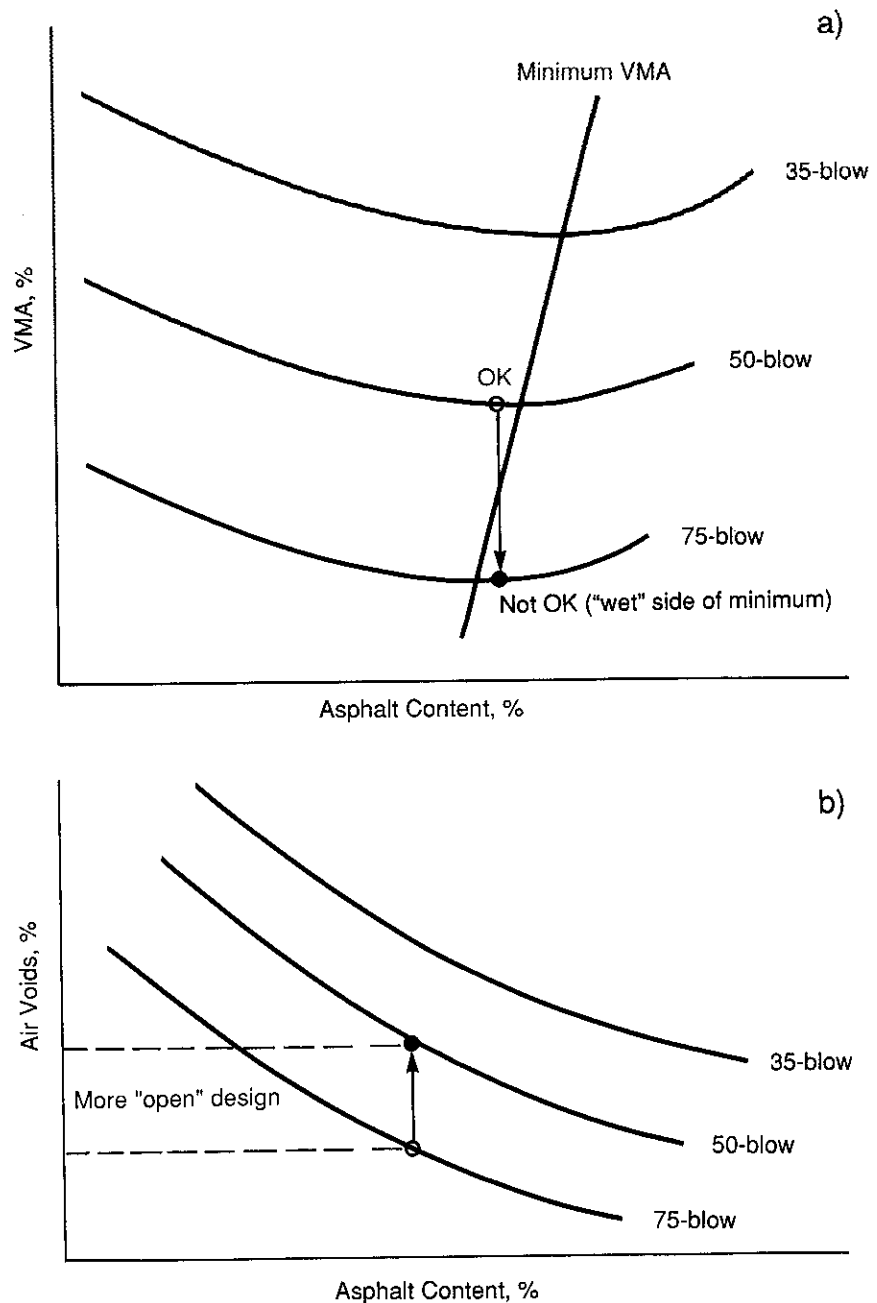 a)
Minimum VMA
35-blow
VMA, %
OK
50-blow
75-blow
Not OK (“wet” side of minimum)
Asphalt Content, %
b)
Air Voids, %
More "open" design
35-blow
50-blow
75-blow
Asphalt Content, %